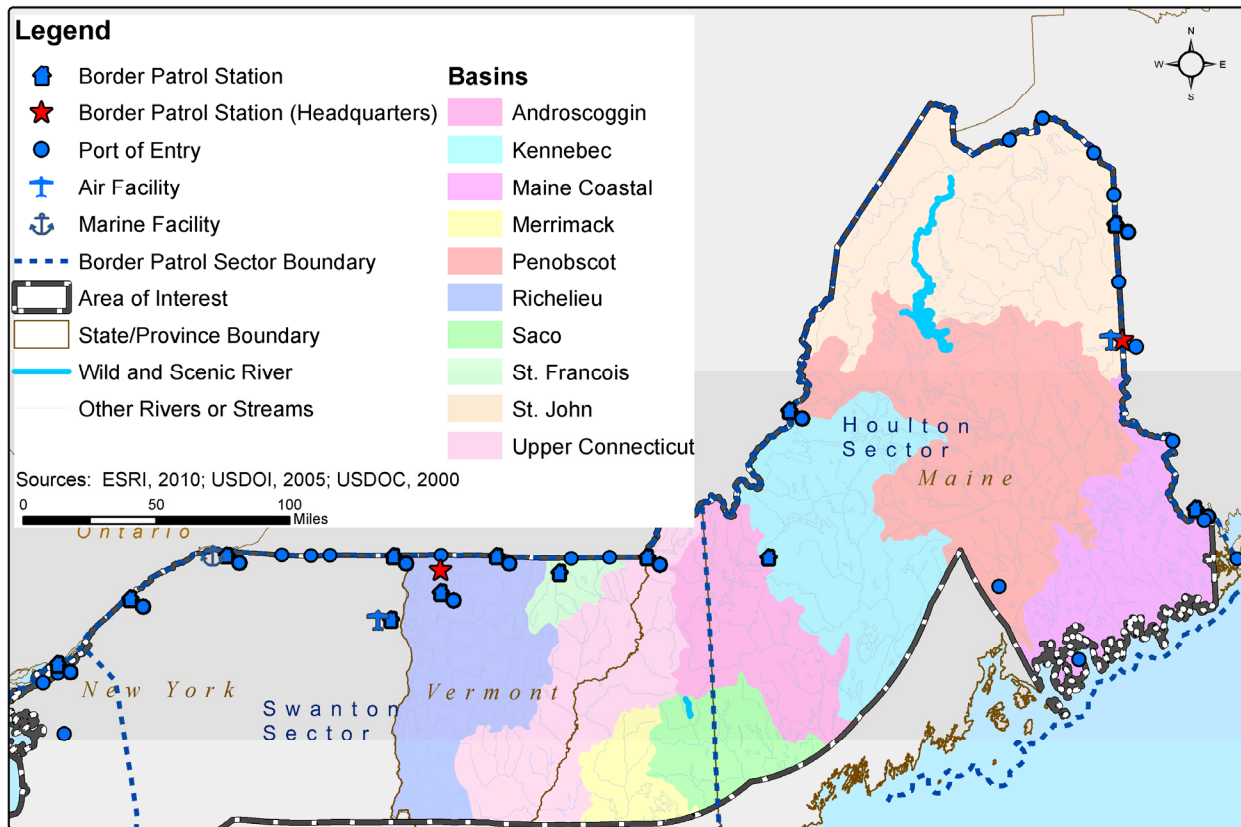 Legend
Border Patrol Station
Border Patrol Station (Headquarters)
Port of Entry
Air Facility
Marine Facility
Border Patrol Sector Boundary
Area of Interest
State/Province Boundary
Wild and Scenic River
Other Rivers or Streams
Basins
Androscoggin
Kennebec
Maine Coastal
Merrimack
Penobscot
Richelieu
Saco
St. Francois
St. John
Upper Connecticut
Sources: ESRI, 2010; USDOI, 2005; USDOC, 2000
0 50 100
Miles
N
W E
S
Ontario
Houlton
Sector
Maine
New York
Vermont
Swanton
Sector